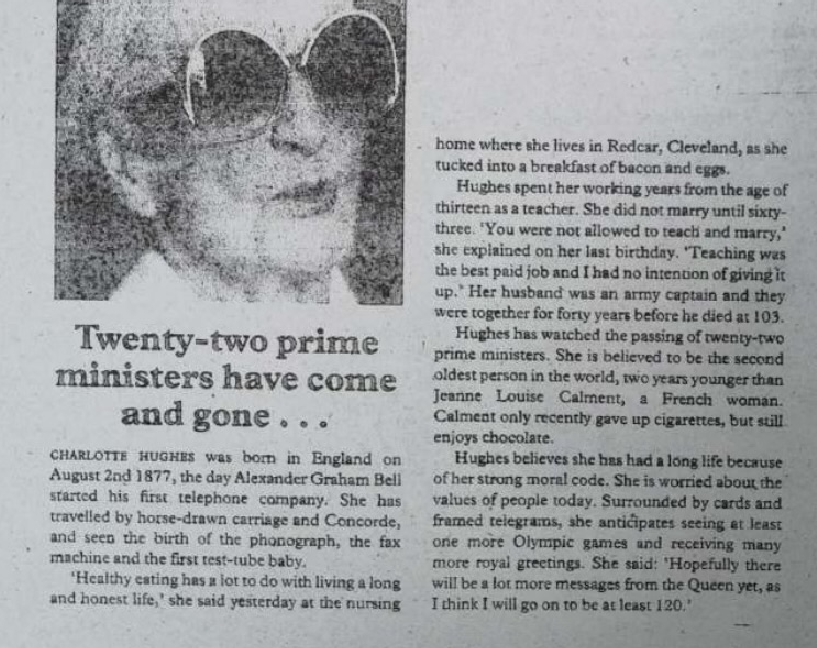 Twenty-two prime
ministers have come
and gone . . .
CHARLOTTE HUGHES was born in England on
August 2nd 1877, the day Alexander Graham Bell
started his first telephone company. She has
travelled by horse-drawn carriage and Concorde,
and seen the birth of the phonograph, the fax
machine and the first test-tube baby.
'Healthy eating has a lot to do with living a long
and honest life,' she said yesterday at the nursing
home where she lives in Redcar, Cleveland, as she
tucked into a breakfast of bacon and eggs.
Hughes spent her working years from the age of
thirteen as a teacher. She did not marry until sixty-
three. 'You were not allowed to teach and marry,'
she explained on her last birthday. 'Teaching was
the best paid job and I had no intention of giving it
up.' Her husband was an army captain and they
were together for forty years before he died at 103.
Hughes has watched the passing of twenty-two
prime ministers. She is believed to be the second
oldest person in the world, two years younger than
Jeanne Louise Calment, a French woman.
Calment only recently gave up cigarettes, but still
enjoys chocolate.
Hughes believes she has had a long life because
of her strong moral code. She is worried about the
values of people today. Surrounded by cards and
framed telegrams, she anticipates seeing at least
one more Olympic games and receiving many
more royal greetings. She said: 'Hopefully there
will be a lot more messages from the Queen yet, as
I think I will go on to be at least 120.'